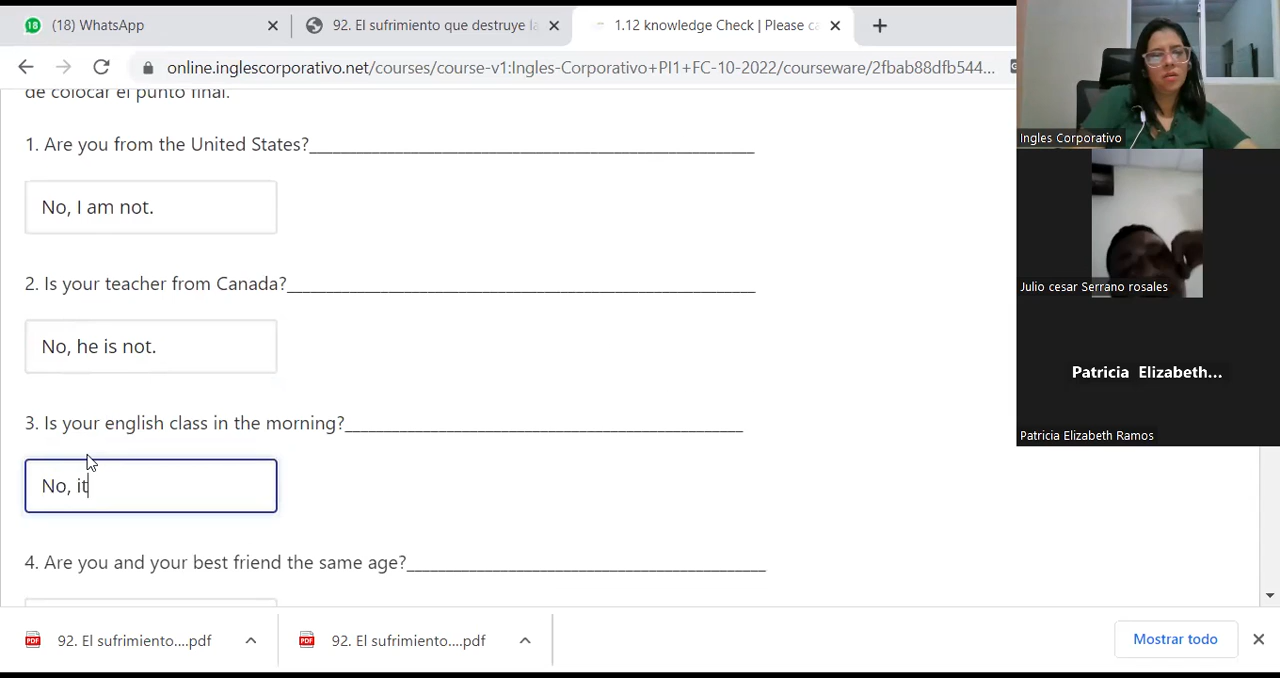 (18) WhatsApp
92. El sufrimiento que destruye la
1.12 knowledge Check | Please ca
online.inglescorporativo.net/courses/course-v1:Ingles-Corporativo+PI1+FC-10-2022/courseware/2fbab88dfb544...
de colocar el punto final.
1. Are you from the United States?
No, I am not.
2. Is your teacher from Canada?
No, he is not.
3. Is your english class in the morning?
No, it
4. Are you and your best friend the same age?
Ingles Corporativo
Julio cesar Serrano rosales
Patricia Elizabeth...
Patricia Elizabeth Ramos
92. El sufrimiento....pdf
92. El sufrimiento....pdf
Mostrar todo